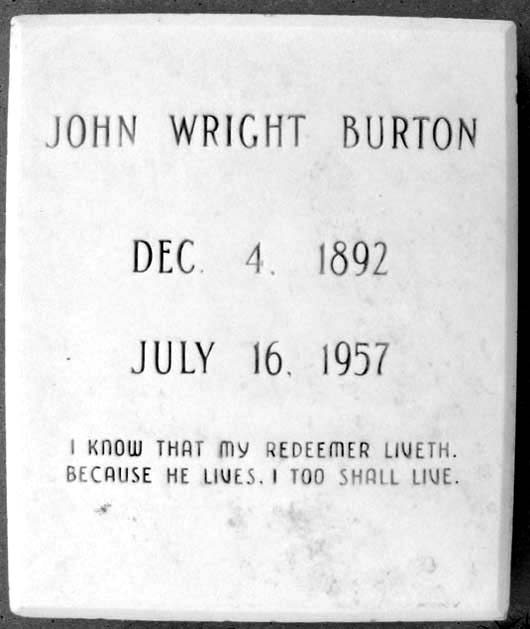 JOHN WRIGHT BURTON
DEC. 4, 1892
JULY 16, 1957
I KNOW THAT MY REDEEMER LIVETH.
BECAUSE HE LIVES, I TOO SHALL LIVE.